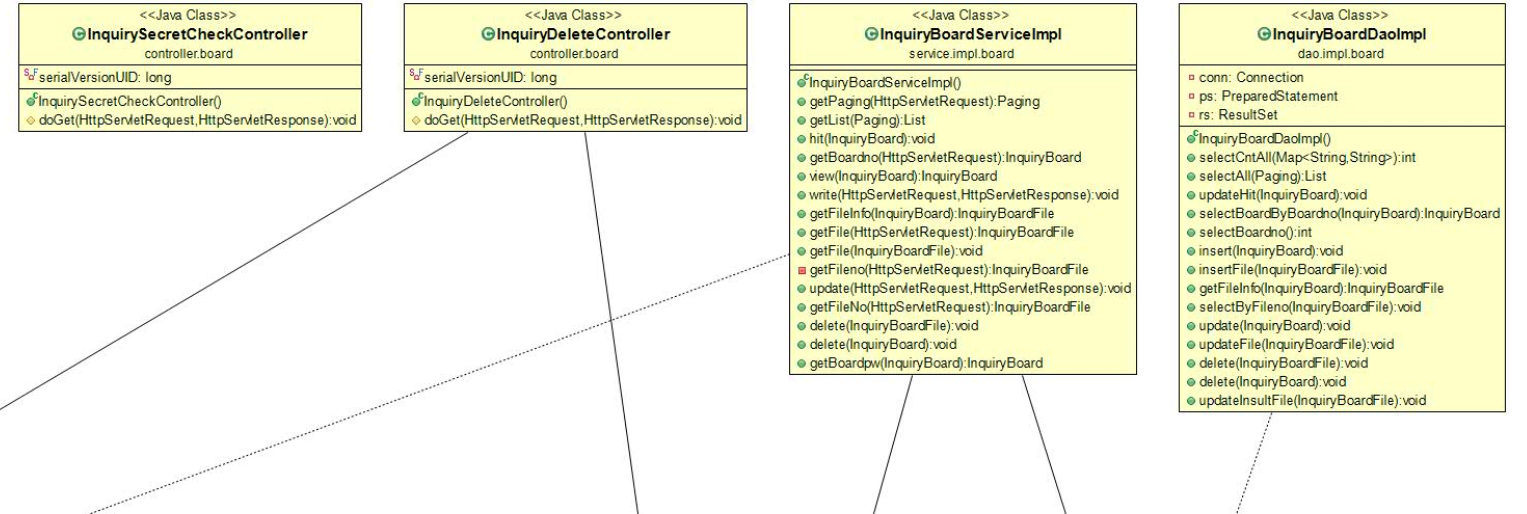 <<Java Class>>
InquirySecretCheckController
controller.board
serialVersionUID: long
InquirySecretCheckController()
doGet(HttpServletRequest,HttpServletResponse):void
<<Java Class>>
InquiryDeleteController
controller.board
serialVersionUID: long
InquiryDeleteController()
doGet(HttpServletRequest,HttpServletResponse):void
<<Java Class>>
InquiryBoardServiceImpl
service.impl.board
InquiryBoardServiceImpl()
getPaging(HttpServletRequest):Paging
getList(Paging):List
hit(InquiryBoard):void
getBoardno(HttpServletRequest):InquiryBoard
view(InquiryBoard):InquiryBoard
write(HttpServletRequest,HttpServletResponse):void
getFileInfo(InquiryBoard):InquiryBoardFile
getFile(HttpServletRequest):InquiryBoardFile
getFile(InquiryBoardFile):void
getFileno(HttpServletRequest):InquiryBoardFile
update(HttpServletRequest,HttpServletResponse):void
getFileNo(HttpServletRequest):InquiryBoardFile
delete(InquiryBoardFile):void
delete(InquiryBoard):void
getBoardpw(InquiryBoard):InquiryBoard
<<Java Class>>
InquiryBoardDaoImpl
dao.impl.board
conn: Connection
ps: PreparedStatement
rs: ResultSet
InquiryBoardDaoImpl()
selectCntAll(Map<String,String>):int
selectAll(Paging):List
updateHit(InquiryBoard):void
selectBoardByBoardno(InquiryBoard):InquiryBoard
selectBoardno():int
insert(InquiryBoard):void
insertFile(InquiryBoardFile):void
getFileInfo(InquiryBoard):InquiryBoardFile
selectByFileno(InquiryBoardFile):void
update(InquiryBoard):void
updateFile(InquiryBoardFile):void
delete(InquiryBoardFile):void
delete(InquiryBoard):void
updateInsultFile(InquiryBoardFile):void